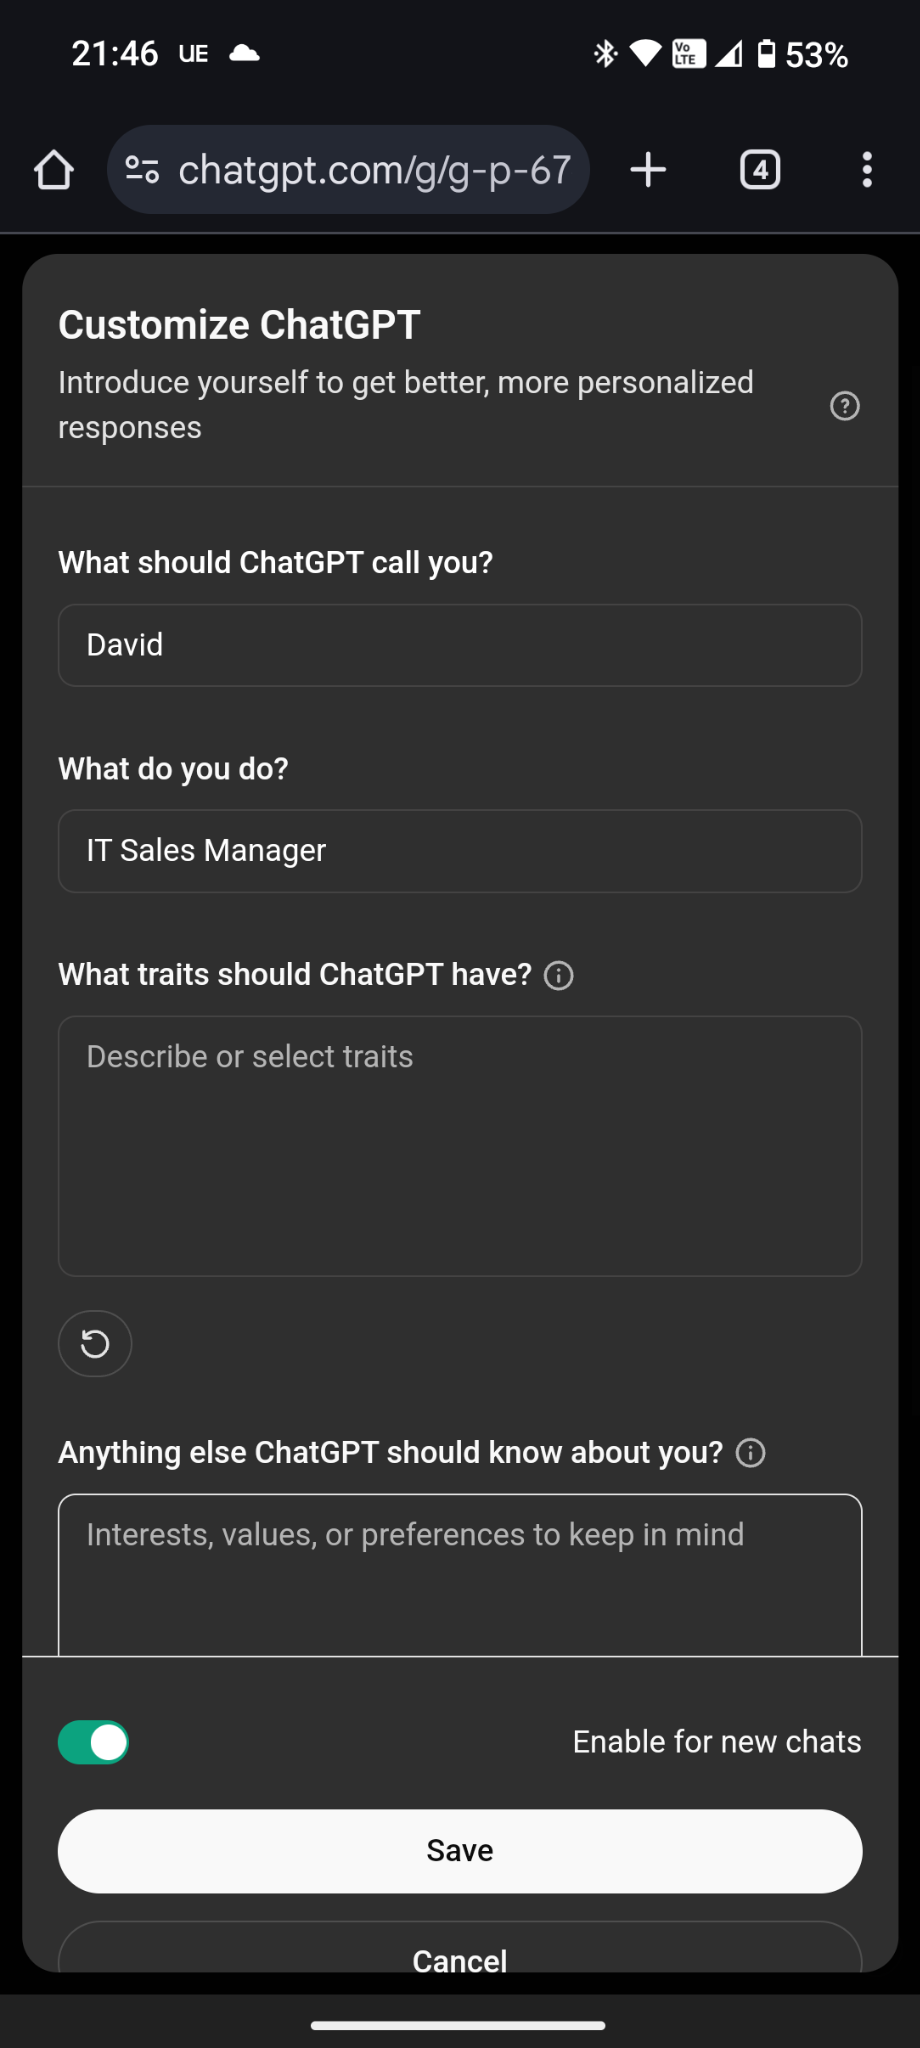 21:46 UE Vo LTE 53%
chatgpt.com/g/g-p-67 4
Customize ChatGPT
Introduce yourself to get better, more personalized
responses
What should ChatGPT call you?
David
What do you do?
IT Sales Manager
What traits should ChatGPT have?
Describe or select traits
Anything else ChatGPT should know about you?
Interests, values, or preferences to keep in mind
Enable for new chats
Save
Cancel